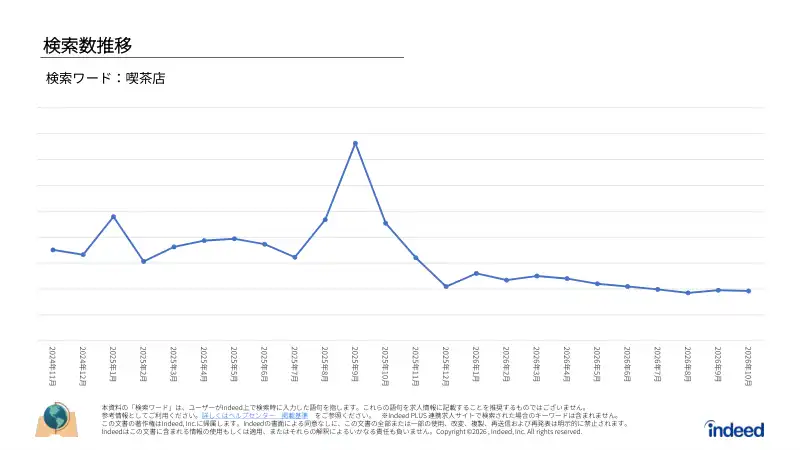 検索数推移
検索ワード：喫茶店
2024年11月
2024年12月
2025年1月
2025年2月
2025年3月
2025年4月
2025年5月
2025年6月
2025年7月
2025年8月
2025年9月
2025年10月
2025年11月
2025年12月
2026年1月
2026年2月
2026年3月
2026年4月
2026年5月
2026年6月
2026年7月
2026年8月
2026年9月
2026年10月
本資料の「検索ワード」は、ユーザーがIndeed上で検索時に入力した語句を指します。これらの語句を求人情報に記載することを推奨するものではございません。
参考情報としてご利用ください。詳しくはヘルプセンター　掲載基準　をご参照ください。　※Indeed PLUS 連携求人サイトで検索された場合のキーワードは含まれません。
この文書の著作権はIndeed, Inc.に帰属します。Indeedの書面による同意なしに、この文書の全部または一部の使用、改変、複製、再送信および再発表は明示的に禁止されます。
Indeedはこの文書に含まれる情報の使用もしくは適用、またはそれらの解釈によるいかなる責任も負いません。Copyright ©2026 , Indeed, Inc. All rights reserved.
indeed